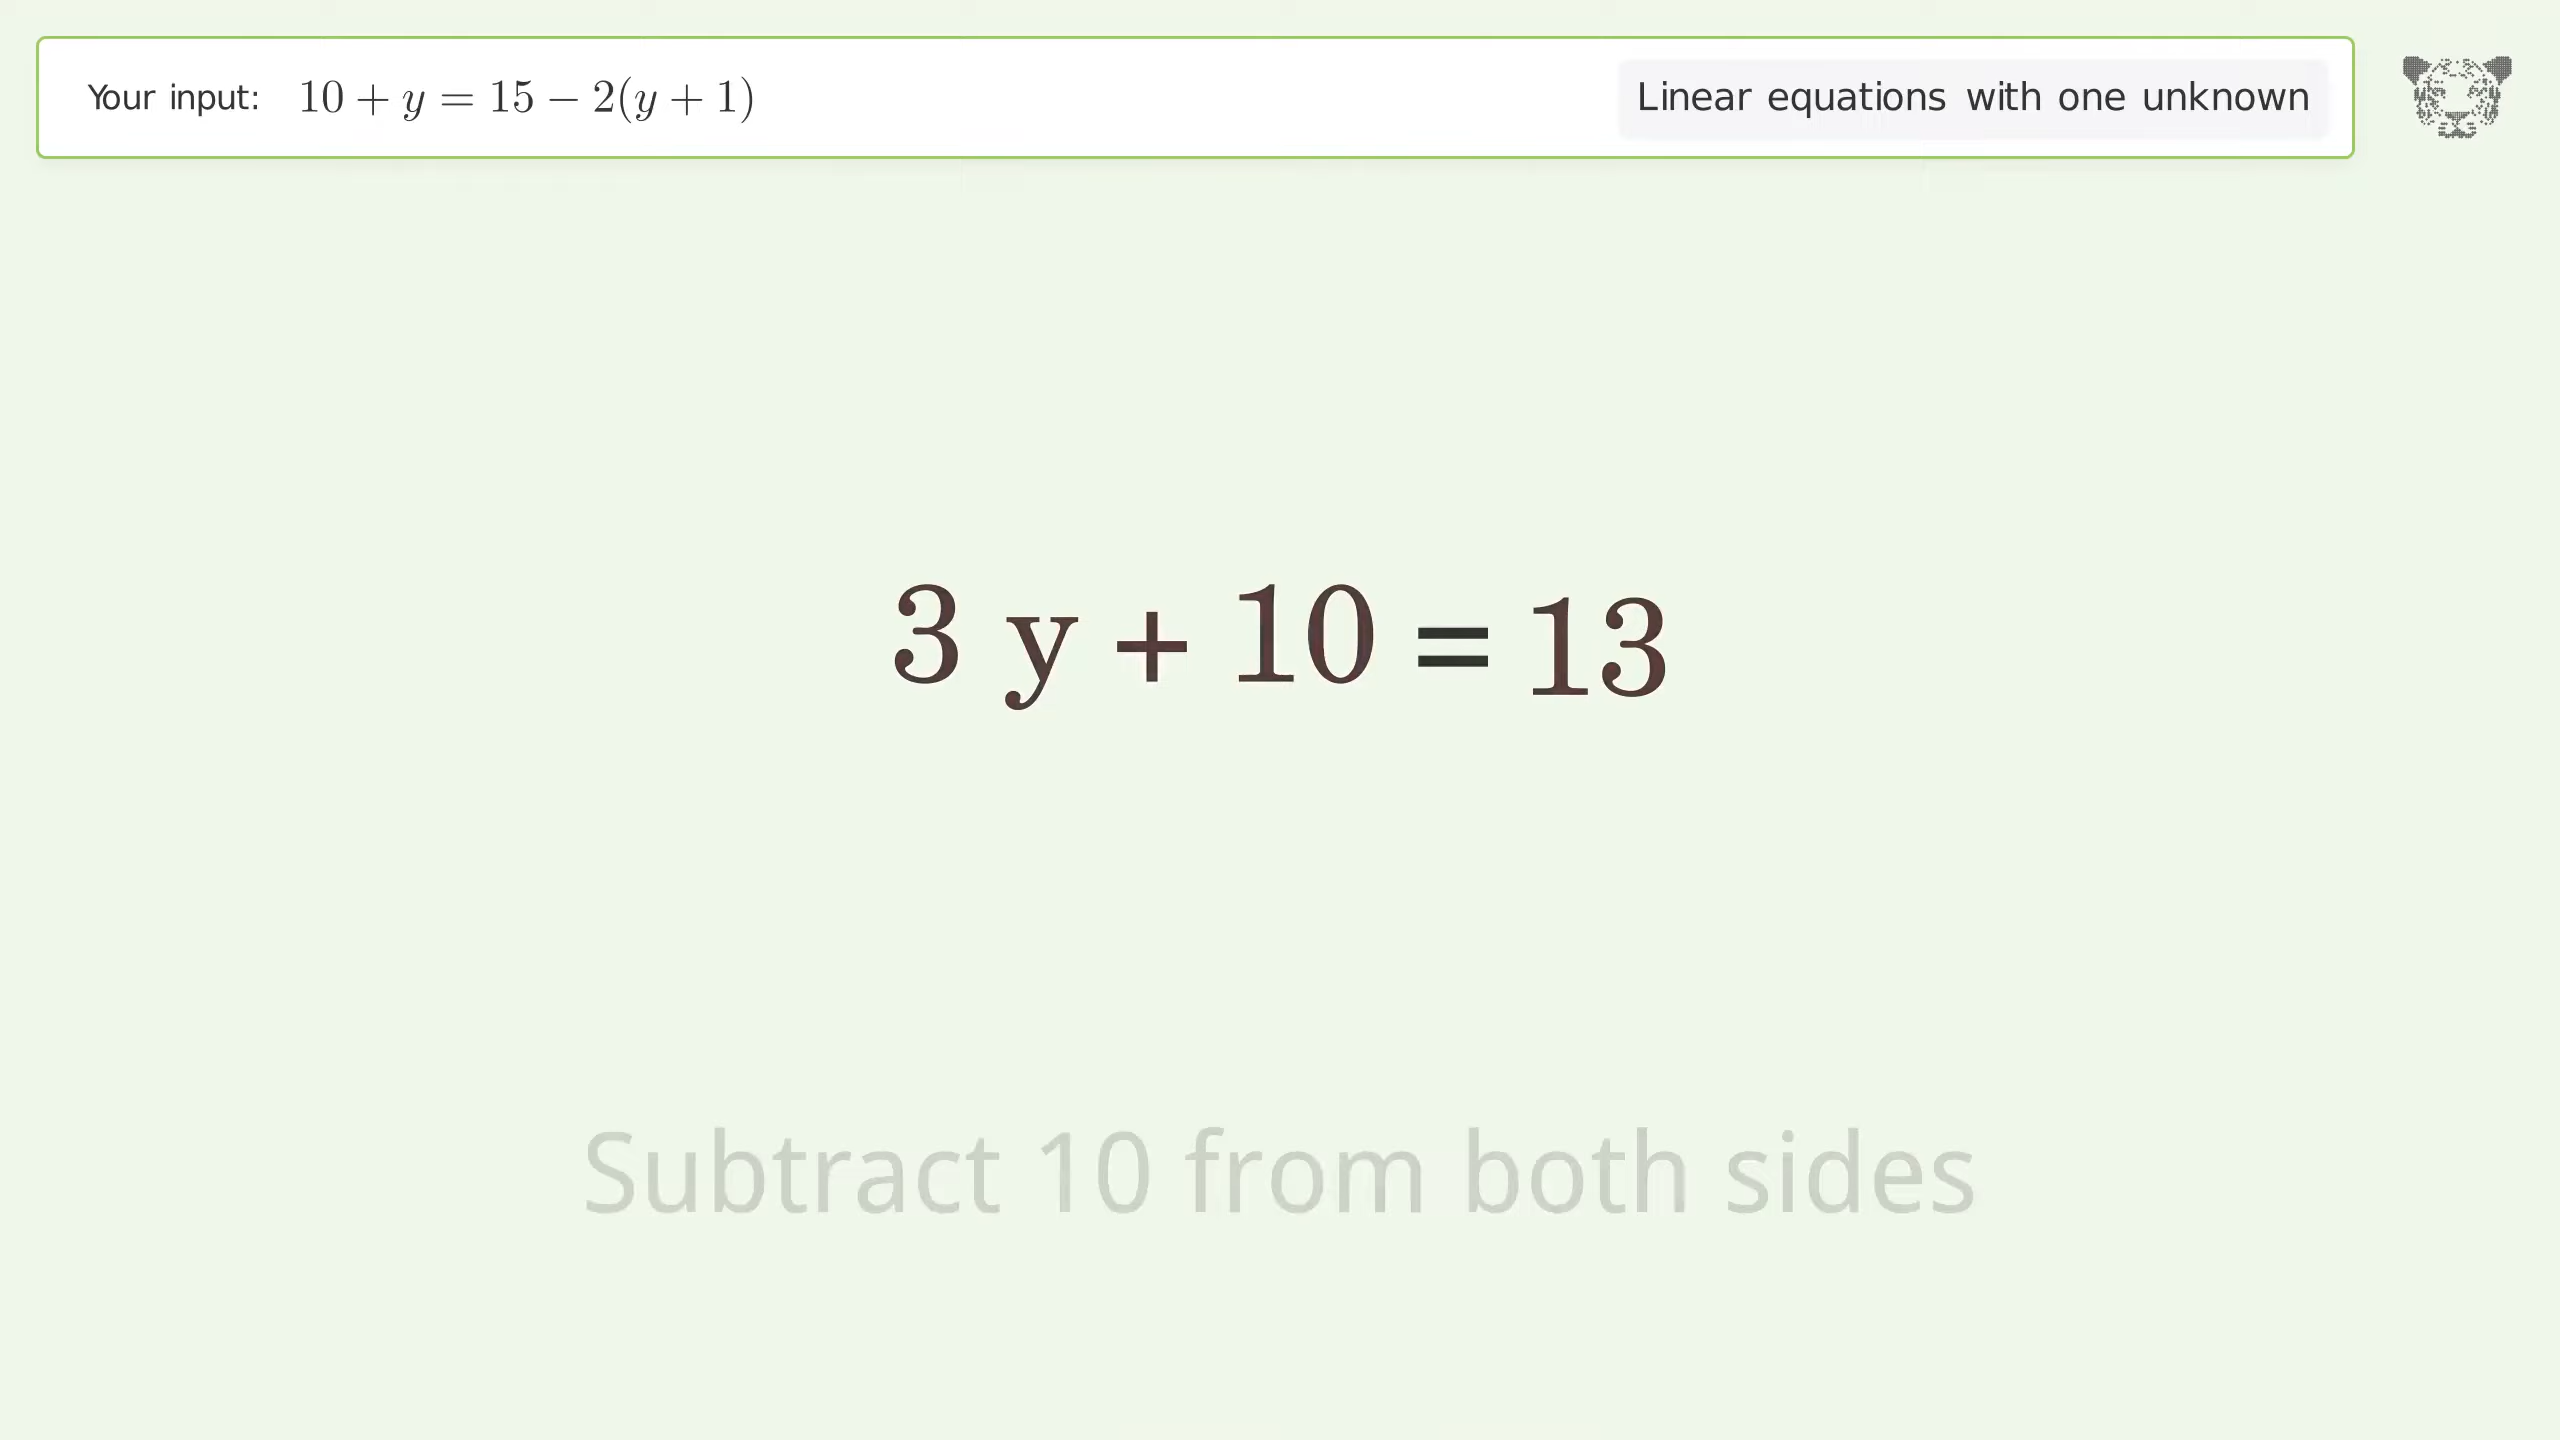 Your input: 10 + y = 15 − 2(y + 1)
Linear equations with one unknown
3 y + 10 = 13
Subtract 10 from both sides